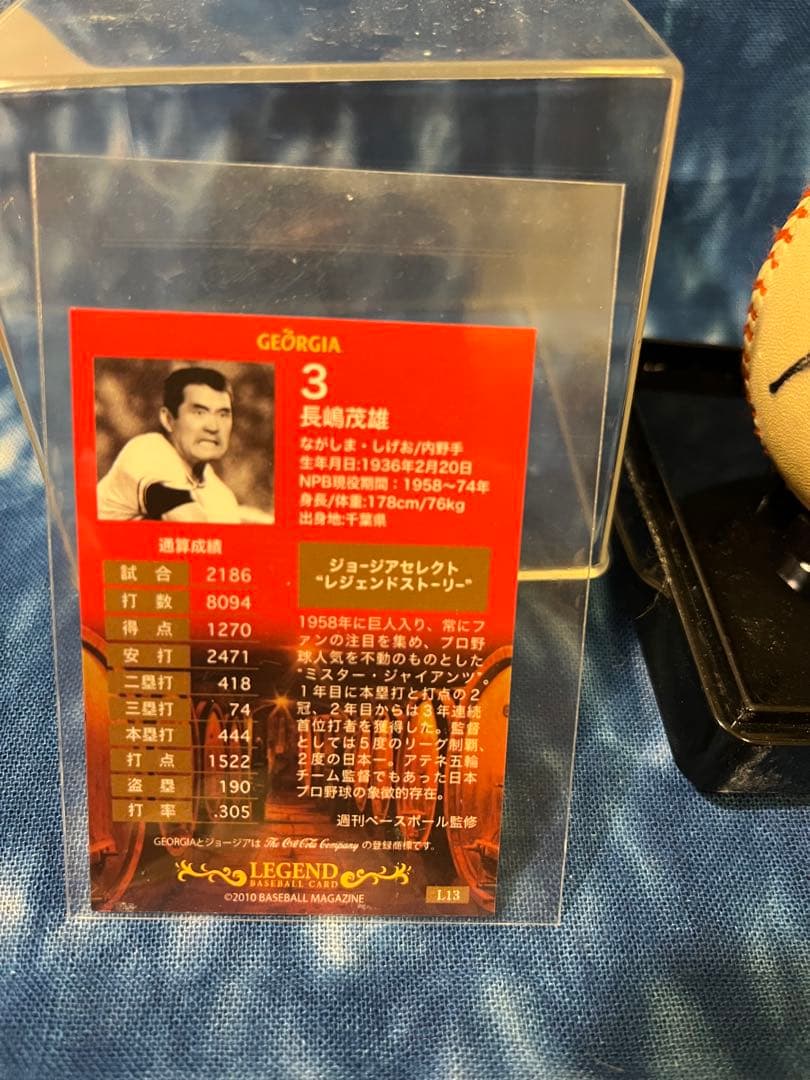 GEORGIA
3
長嶋茂雄
ながしま・しげお/内野手
生年月日:1936年2月20日
NPB現役期間：1958〜74年
身長/体重:178cm/76kg
出身地:千葉県
通算成績
試合 2186
打数 8094
得点 1270
安打 2471
二塁打 418
三塁打 74
本塁打 444
打点 1522
盗塁 190
打率 .305
ジョージアセレクト
“レジェンドストーリー”
1958年に巨人入り、常にフ
ァンの注目を集め、プロ野
球人気を不動のものとした
“ミスター・ジャイアンツ”。
1年目に本塁打と打点の2
冠、2年目からは3年連続
首位打者を獲得した。監督
としては5度のリーグ制覇、
2度の日本一。アテネ五輪
チーム監督でもあった日本
プロ野球の象徴的存在。
週刊ベースボール監修
GEORGIAとジョージアは The Coca-Cola Company の登録商標です。
LEGEND
BASEBALL CARD
©2010 BASEBALL MAGAZINE
L13